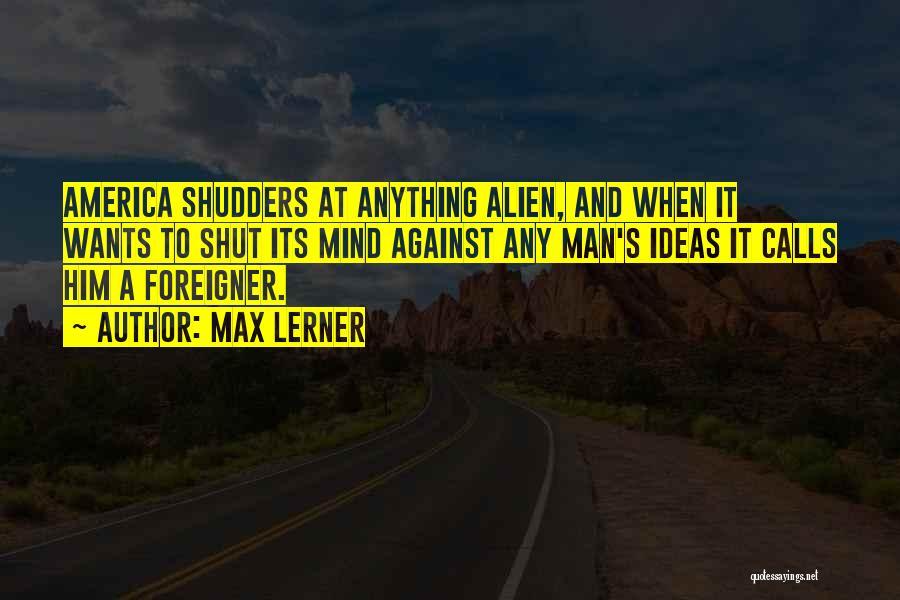 AMERICA SHUDDERS AT ANYTHING ALIEN, AND WHEN IT
WANTS TO SHUT ITS MIND AGAINST ANY MAN'S IDEAS IT CALLS
HIM A FOREIGNER.
~ AUTHOR: MAX LERNER
quotessayings.net